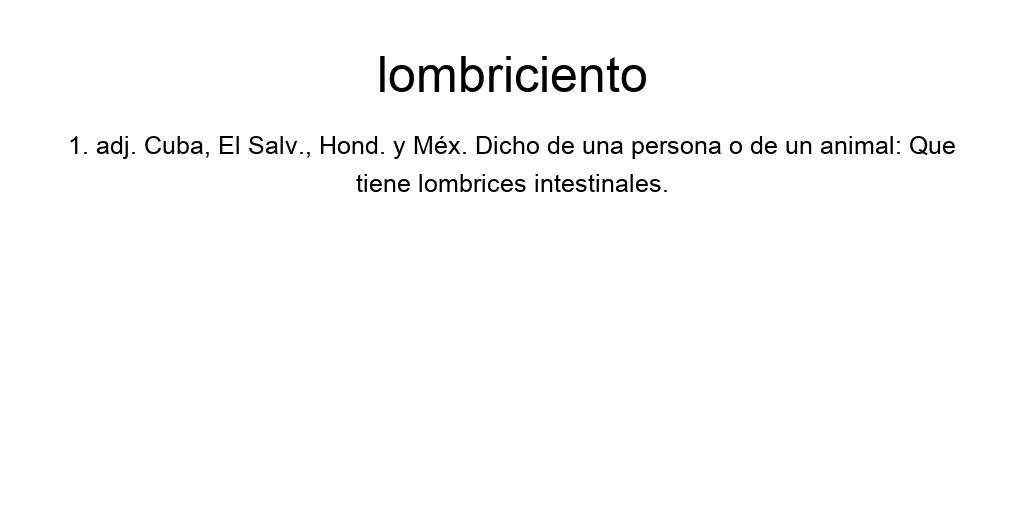 lombriciento
1. adj. Cuba, El Salv., Hond. y Méx. Dicho de una persona o de un animal: Que
tiene lombrices intestinales.